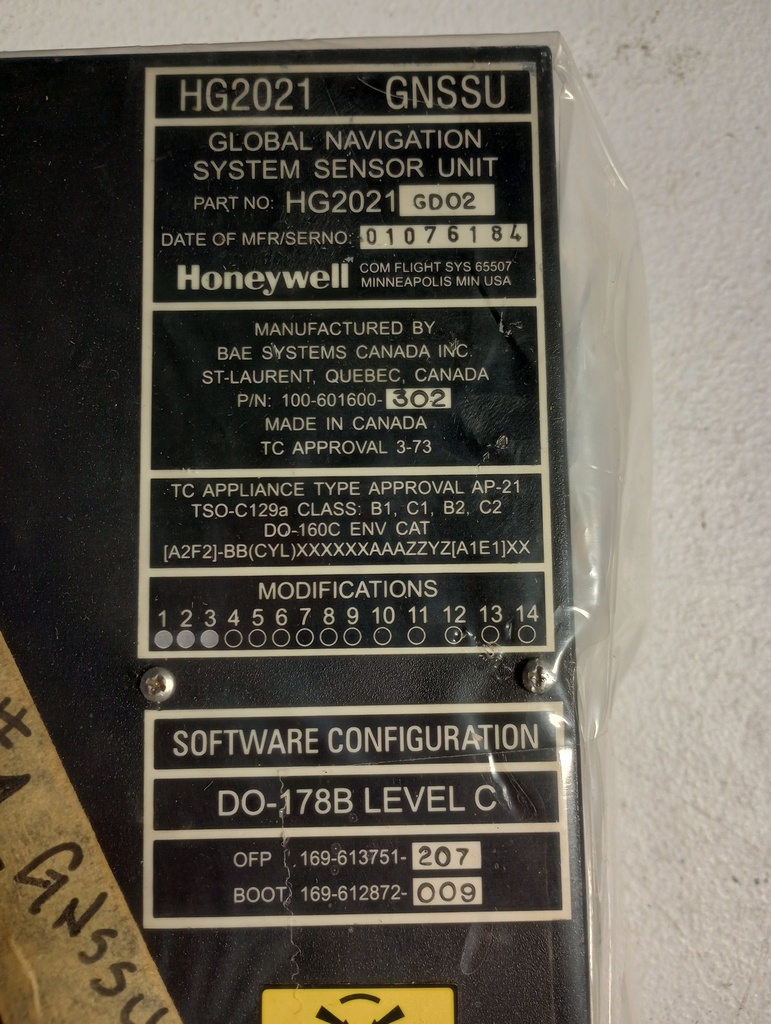 HG2021 GNSSU
GLOBAL NAVIGATION
SYSTEM SENSOR UNIT
PART NO: HG2021 GD02
DATE OF MFR/SERNO: 01076184
Honeywell COM FLIGHT SYS 65507
MINNEAPOLIS MIN USA
MANUFACTURED BY
BAE SYSTEMS CANADA INC.
ST-LAURENT, QUEBEC, CANADA
P/N: 100-601600-302
MADE IN CANADA
TC APPROVAL 3-73
TC APPLIANCE TYPE APPROVAL AP-21
TSO-C129a CLASS: B1, C1, B2, C2
DO-160C ENV CAT
[A2F2]-BB(CYL)XXXXXXAAAZZYZ[A1E1]XX
MODIFICATIONS
1 2 3 4 5 6 7 8 9 10 11 12 13 14
SOFTWARE CONFIGURATION
DO-178B LEVEL C
OFP 169-613751-207
BOOT 169-612872-009
#
GNSSU